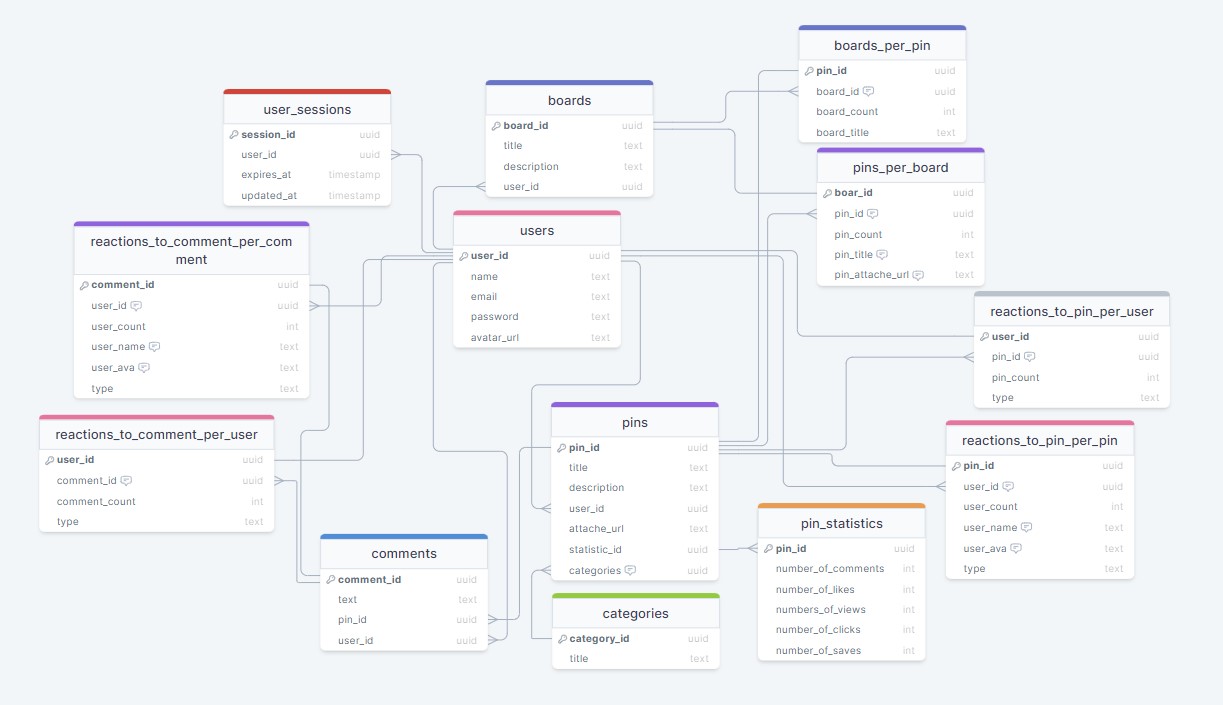 boards_per_pin
pin_id uuid
board_id uuid
board_count int
board_title text
boards
board_id uuid
title text
description text
user_id uuid
user_sessions
session_id uuid
user_id uuid
expires_at timestamp
updated_at timestamp
pins_per_board
boar_id uuid
pin_id uuid
pin_count int
pin_title text
pin_attache_url text
users
user_id uuid
name text
email text
password text
avatar_url text
reactions_to_comment_per_com
ment
comment_id uuid
user_id uuid
user_count int
user_name text
user_ava text
type text
reactions_to_pin_per_user
user_id uuid
pin_id uuid
pin_count int
type text
reactions_to_comment_per_user
user_id uuid
comment_id uuid
comment_count int
type text
pins
pin_id uuid
title text
description text
user_id uuid
attache_url text
statistic_id uuid
categories uuid
reactions_to_pin_per_pin
pin_id uuid
user_id uuid
user_count int
user_name text
user_ava text
type text
pin_statistics
pin_id uuid
number_of_comments int
number_of_likes int
numbers_of_views int
number_of_clicks int
number_of_saves int
comments
comment_id uuid
text text
pin_id uuid
user_id uuid
categories
category_id uuid
title text